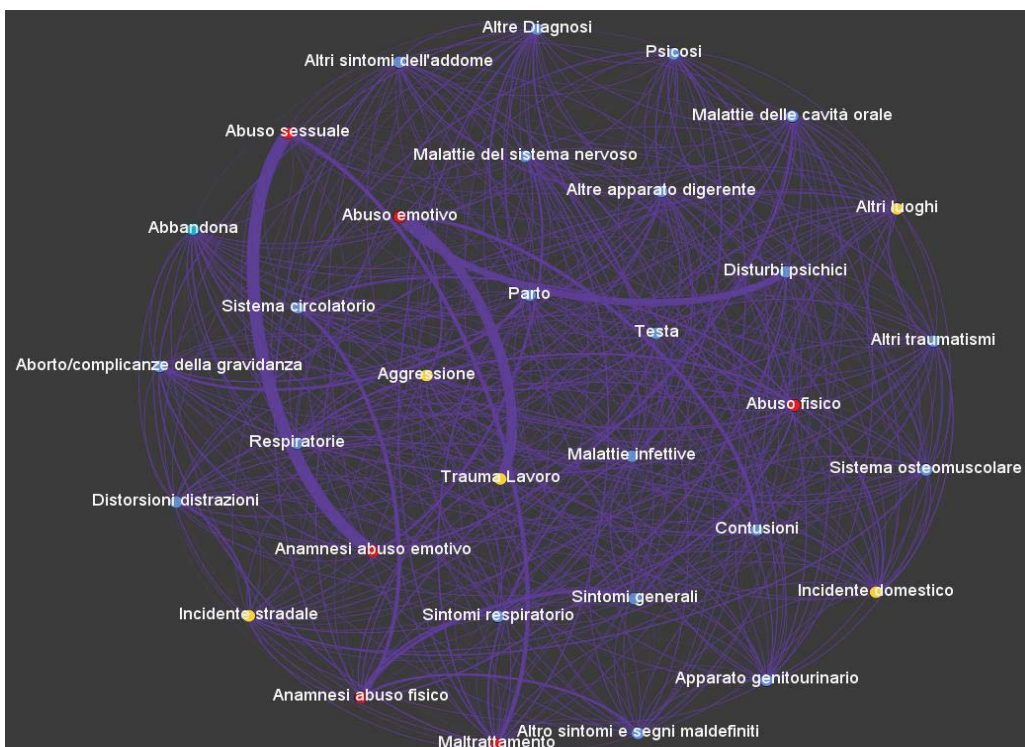 Altre Diagnosi
Psicosi
Altri sintomi dell'addome
Malattie delle cavità orale
Abuso sessuale
Malattie del sistema nervoso
Altre apparato digerente
Altri luoghi
Abuso emotivo
Abbandona
Disturbi psichici
Parto
Sistema circolatorio
Testa
Altri traumatismi
Aborto/complicanze della gravidanza
Aggressione
Abuso fisico
Respiratorie
Malattie infettive
Sistema osteomuscolare
Trauma Lavoro
Distorsioni distrazioni
Contusioni
Anamnesi abuso emotivo
Incidente domestico
Sintomi generali
Incidente stradale
Sintomi respiratorio
Apparato genitourinario
Anamnesi abuso fisico
Altro sintomi e segni maldefiniti
Maltrattamento